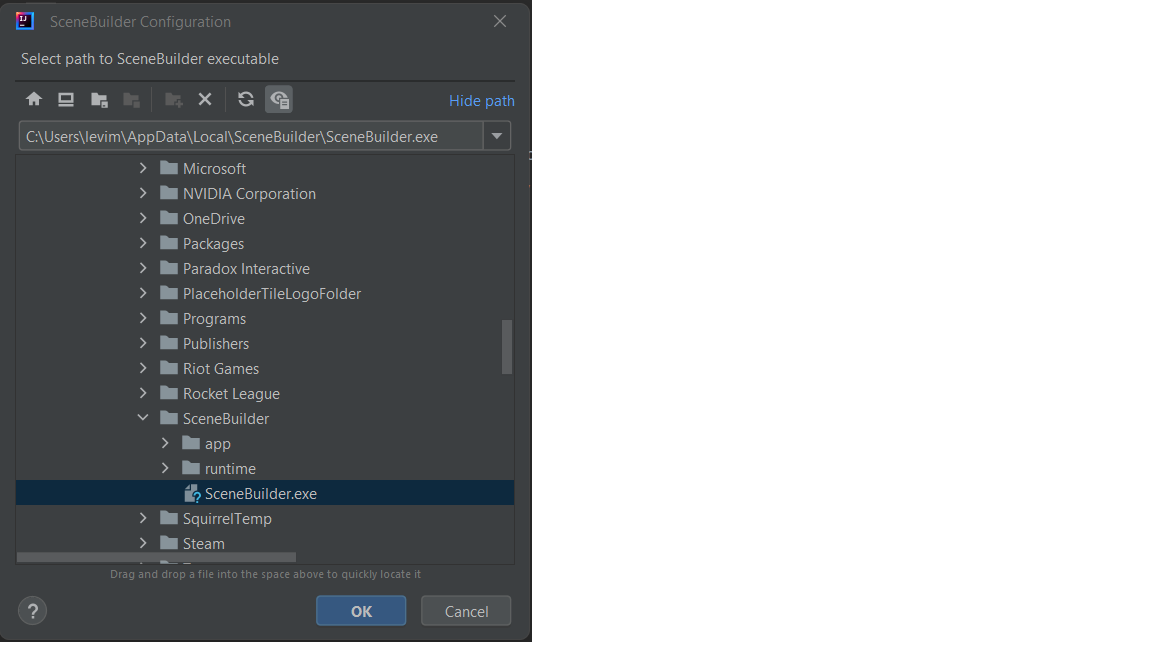 SceneBuilder Configuration
Select path to SceneBuilder executable
Hide path
C:\Users\levim\AppData\Local\SceneBuilder\SceneBuilder.exe
Microsoft
NVIDIA Corporation
OneDrive
Packages
Paradox Interactive
PlaceholderTileLogoFolder
Programs
Publishers
Riot Games
Rocket League
SceneBuilder
app
runtime
SceneBuilder.exe
SquirrelTemp
Steam
Drag and drop a file into the space above to quickly locate it
? OK Cancel